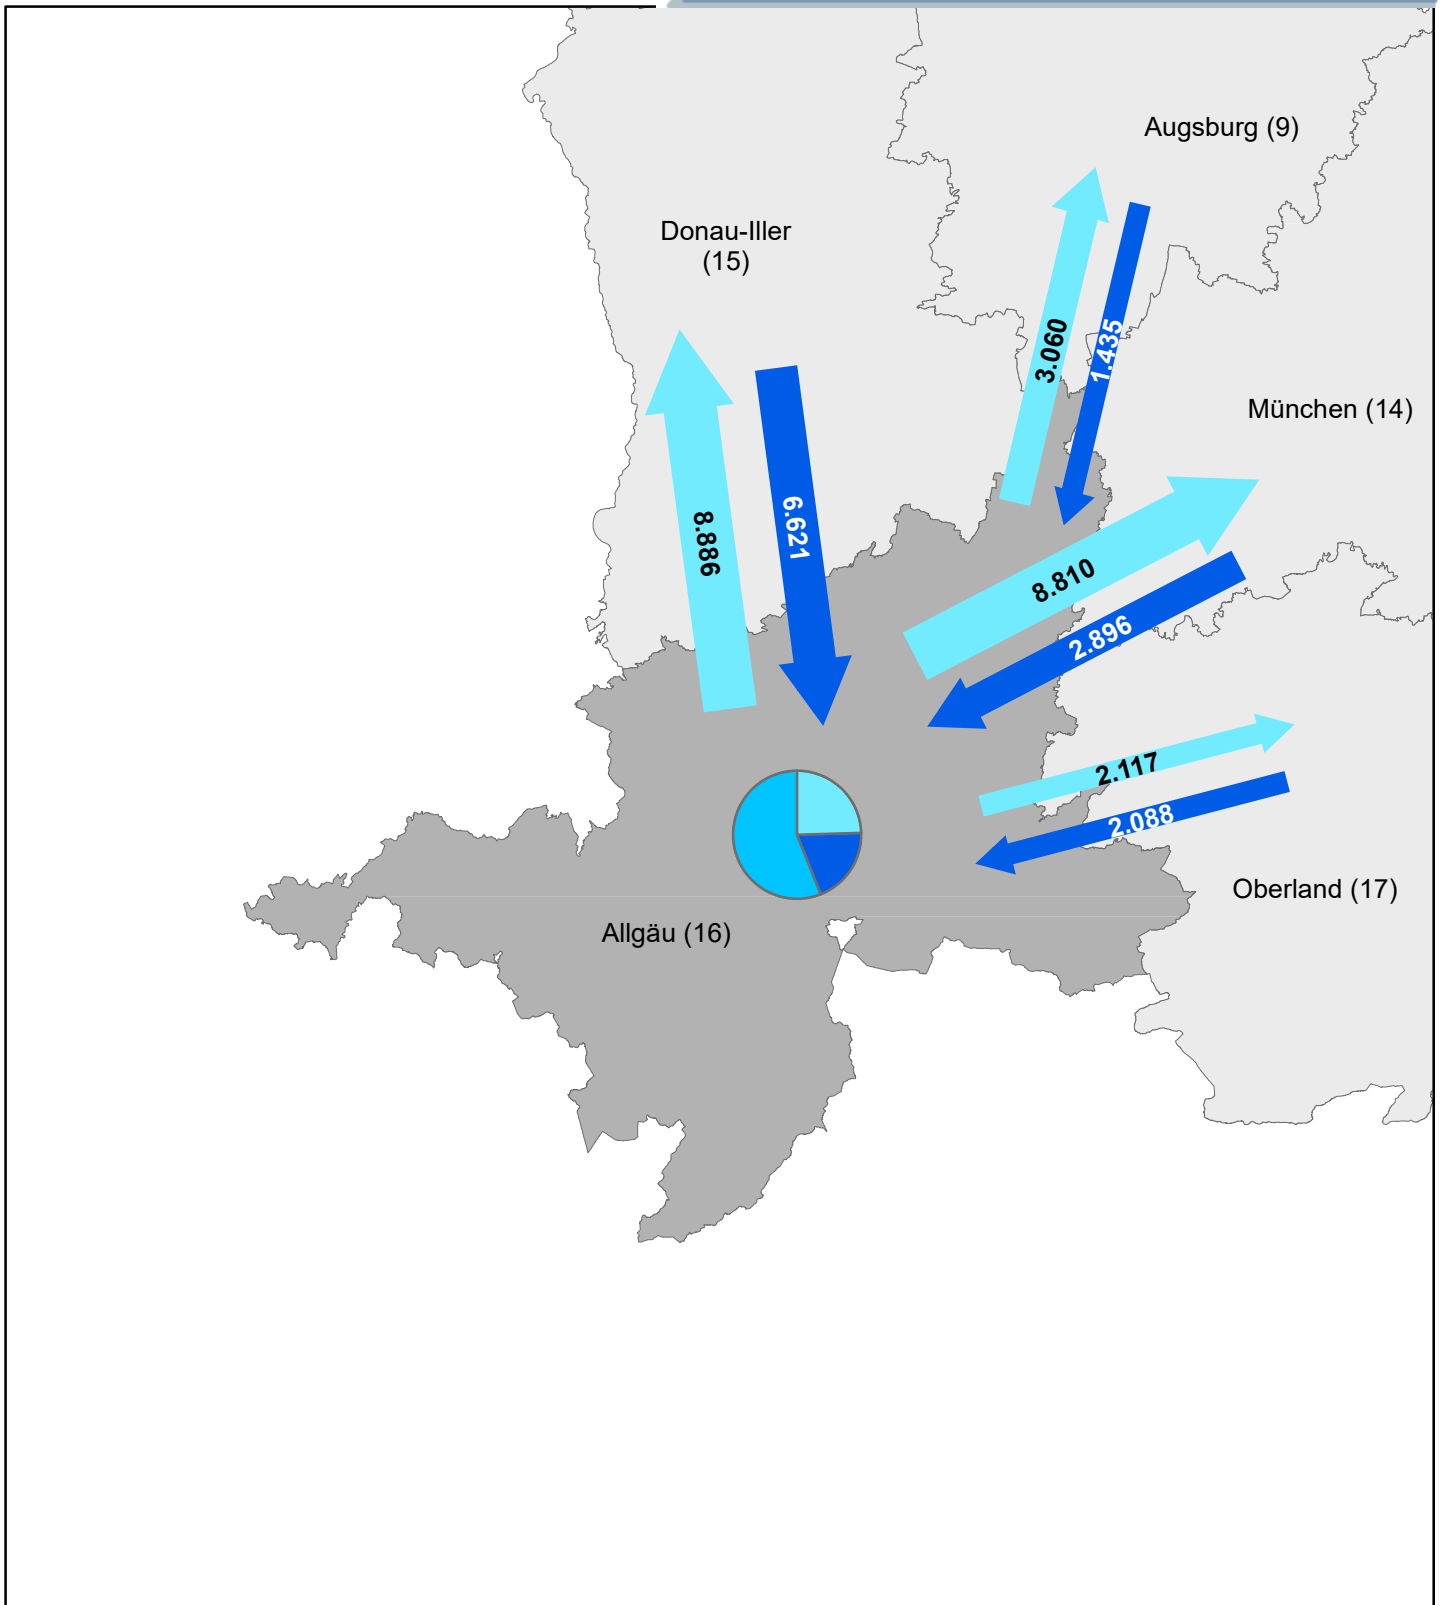 Augsburg (9)
Donau-Iller
(15)
3.060
1.435
München (14)
8.886
6.621
8.810
2.896
2.117
2.088
Oberland (17)
Allgäu (16)